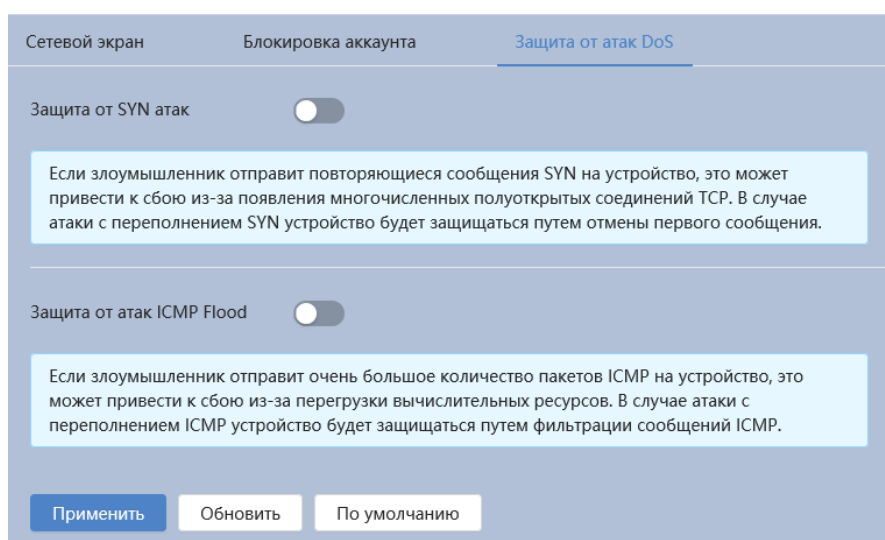 Сетевой экран Блокировка аккаунта Защита от атак DoS
Защита от SYN атак
Если злоумышленник отправит повторяющиеся сообщения SYN на устройство, это может
привести к сбою из-за появления многочисленных полуоткрытых соединений TCP. В случае
атаки с переполнением SYN устройство будет защищаться путем отмены первого сообщения.
Защита от атак ICMP Flood
Если злоумышленник отправит очень большое количество пакетов ICMP на устройство, это
может привести к сбою из-за перегрузки вычислительных ресурсов. В случае атаки с
переполнением ICMP устройство будет защищаться путем фильтрации сообщений ICMP.
Применить Обновить По умолчанию